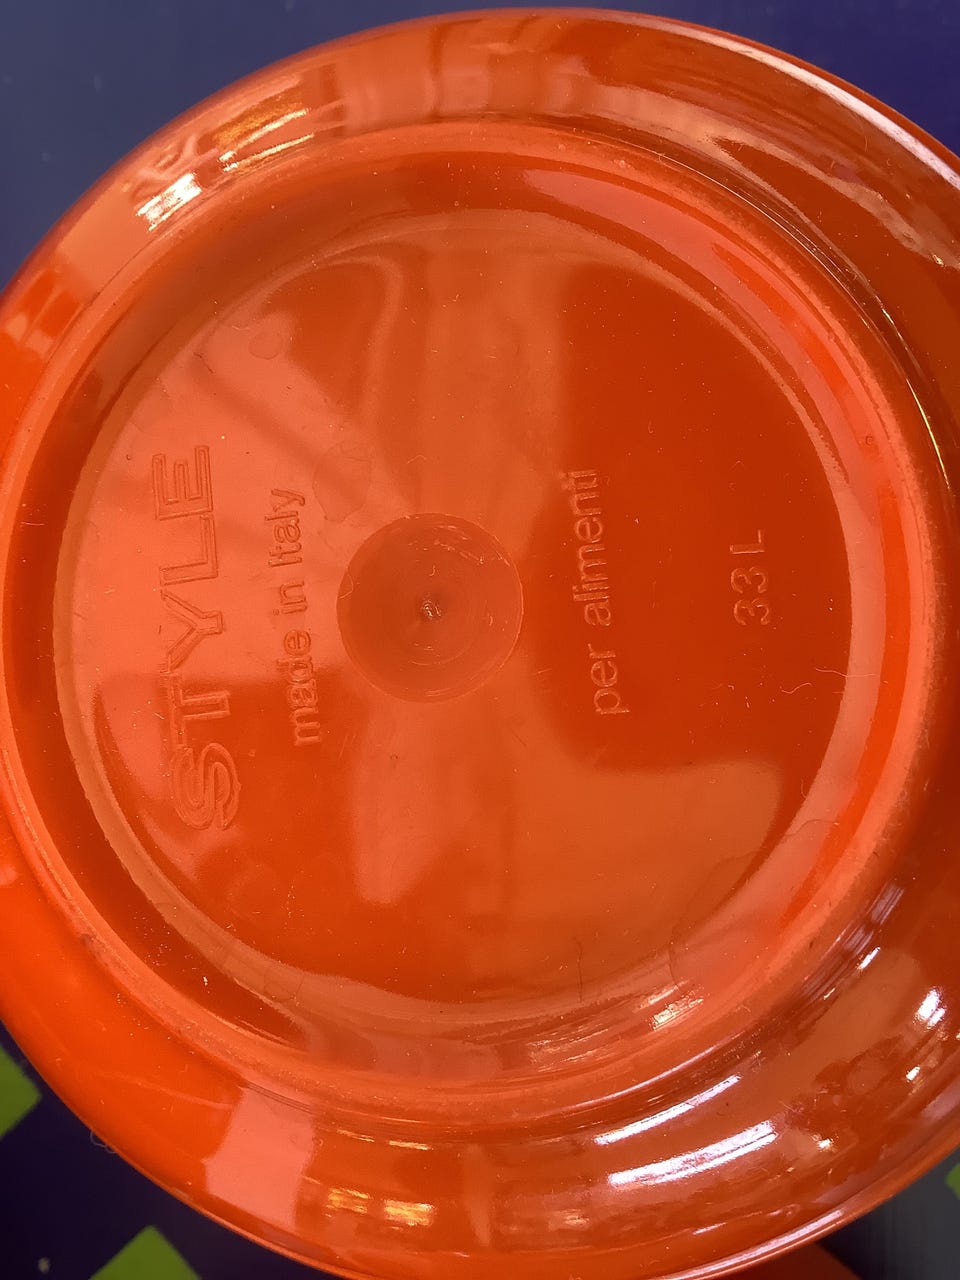 STYLE
made in Italy
per alimenti
33 L